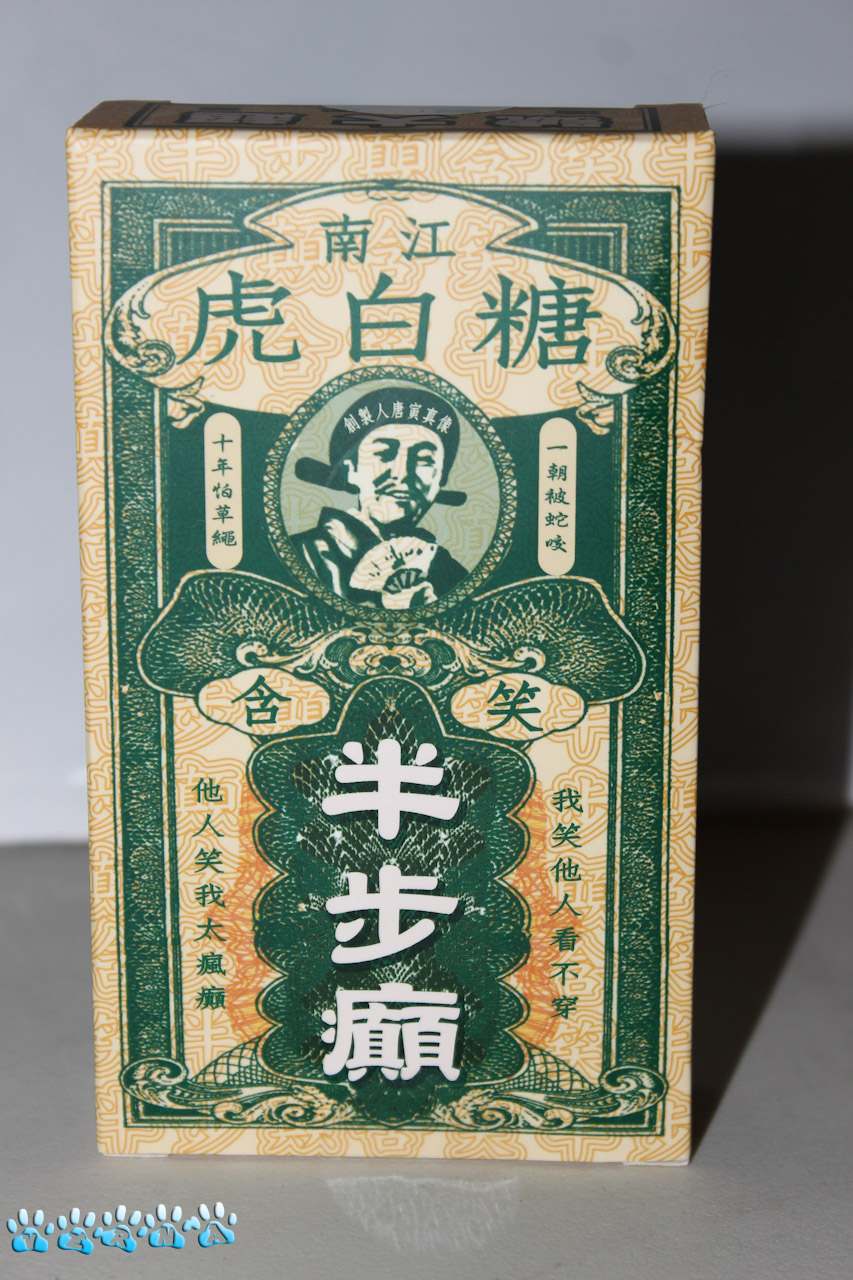 南江
虎白糖
創製人唐寅真像
一朝被蛇咬
十年怕草繩
含笑
半步癲
他人笑我太瘋癲
我笑他人看不穿
YERNA